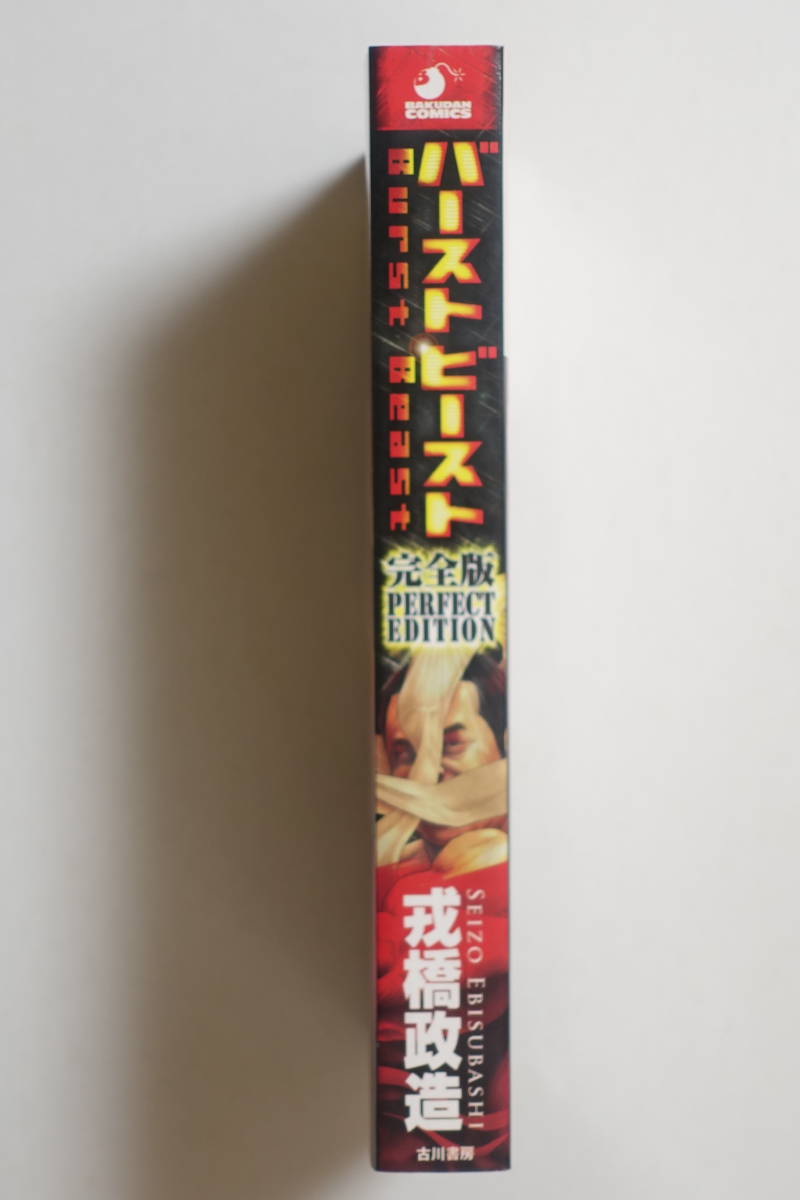 BAKUDAN
COMICS
バースト・ビースト
Burst Beast
完全版
PERFECT
EDITION
SEIZO EBISUBASHI
戎橋政造
古川書房